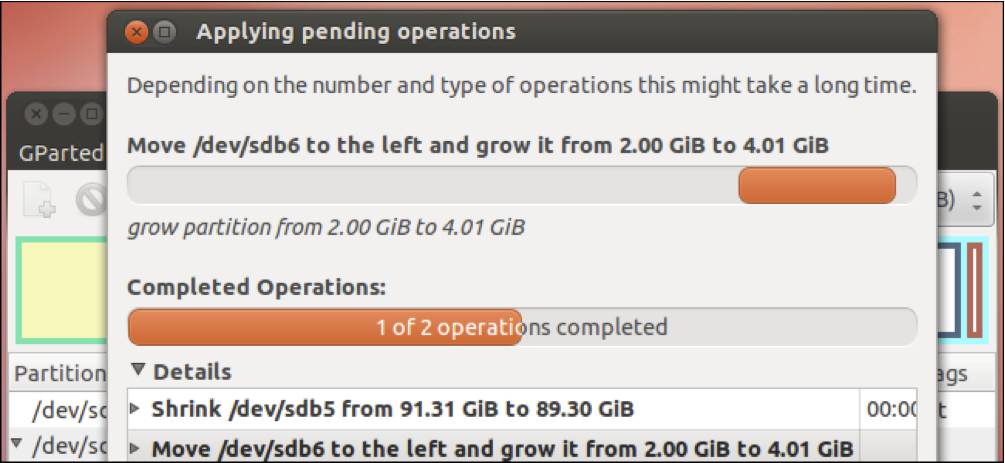 Applying pending operations
Depending on the number and type of operations this might take a long time.
GParted
Move /dev/sdb6 to the left and grow it from 2.00 GiB to 4.01 GiB
B)
grow partition from 2.00 GiB to 4.01 GiB
Completed Operations:
1 of 2 operations completed
Partition
Details
ags
/dev/sd
Shrink /dev/sdb5 from 91.31 GiB to 89.30 GiB
00:00
t
/dev/sd
Move /dev/sdb6 to the left and grow it from 2.00 GiB to 4.01 GiB